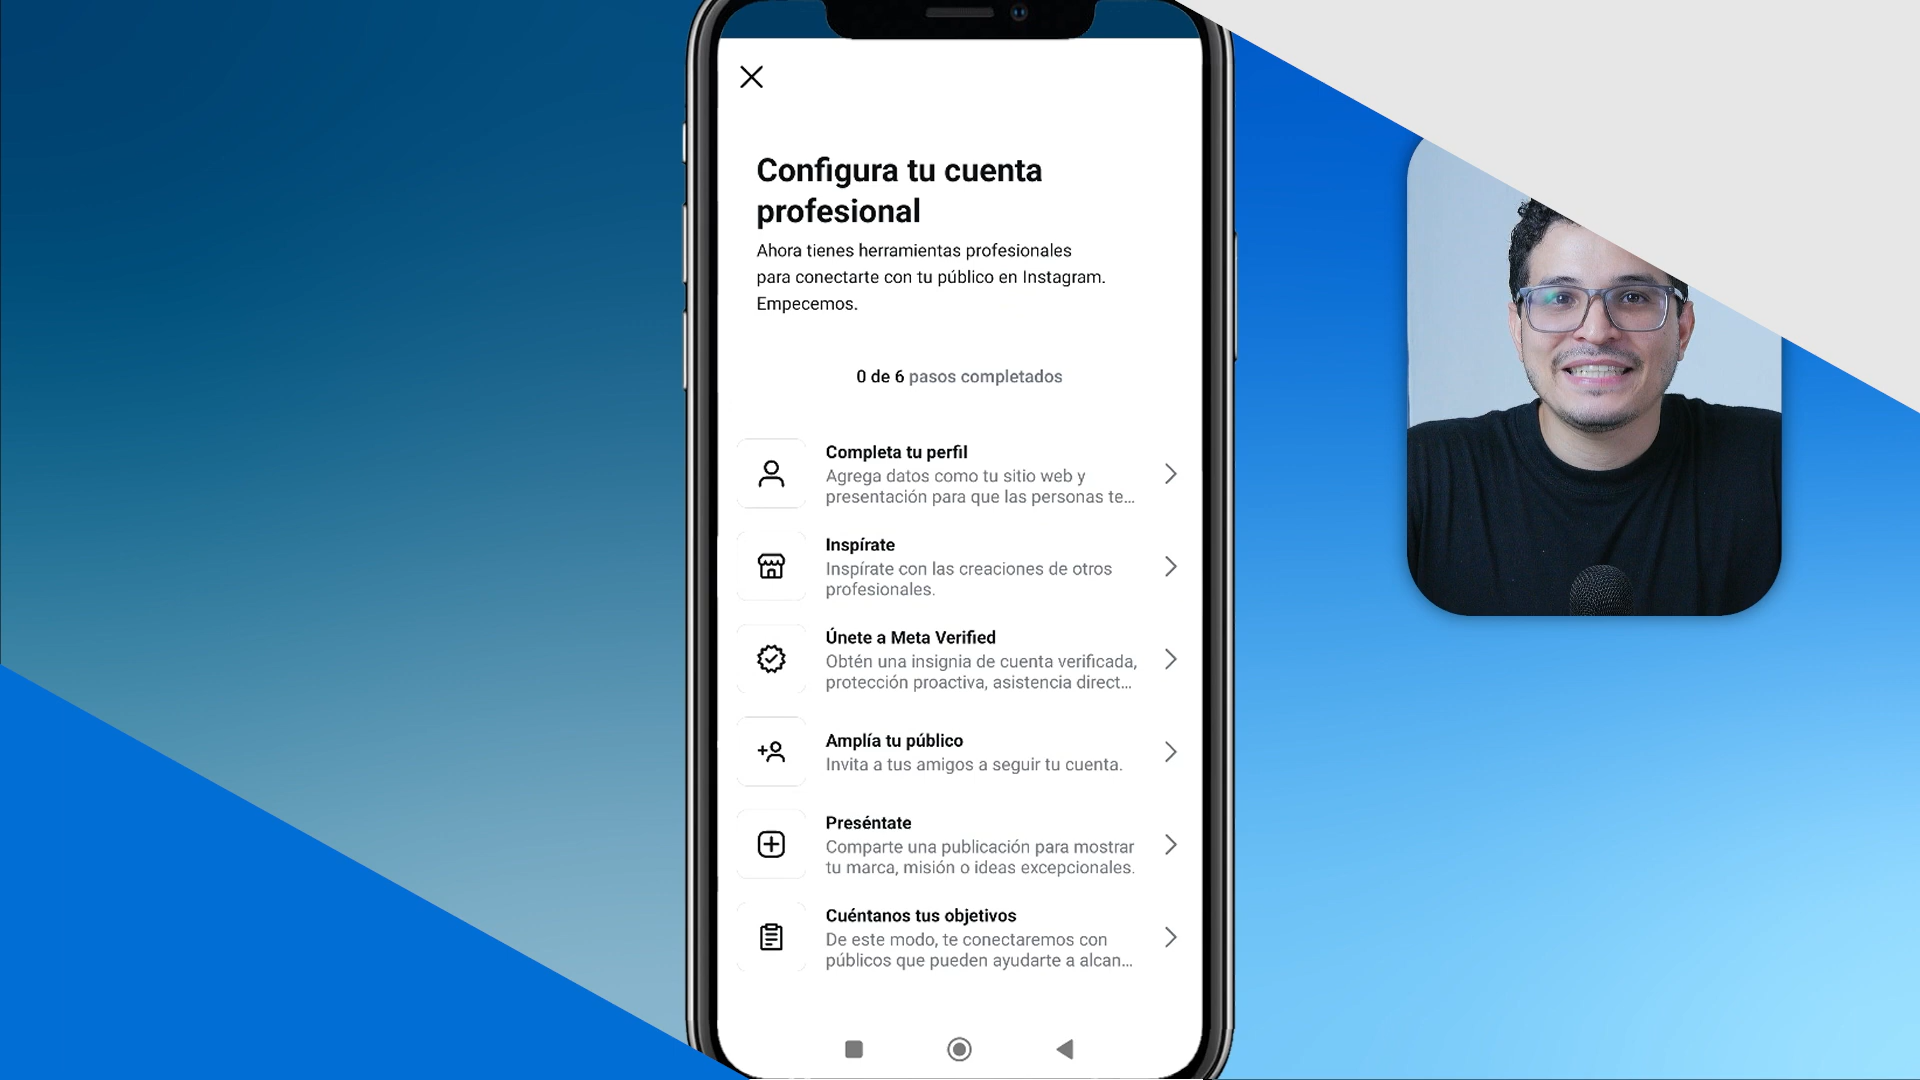 Configura tu cuenta
profesional
Ahora tienes herramientas profesionales
para conectarte con tu público en Instagram.
Empecemos.
0 de 6 pasos completados
Completa tu perfil
Agrega datos como tu sitio web y
presentación para que las personas te...
Inspírate
Inspírate con las creaciones de otros
profesionales.
Únete a Meta Verified
Obtén una insignia de cuenta verificada,
protección proactiva, asistencia direct...
Amplía tu público
Invita a tus amigos a seguir tu cuenta.
Preséntate
Comparte una publicación para mostrar
tu marca, misión o ideas excepcionales.
Cuéntanos tus objetivos
De este modo, te conectaremos con
públicos que pueden ayudarte a alcan...